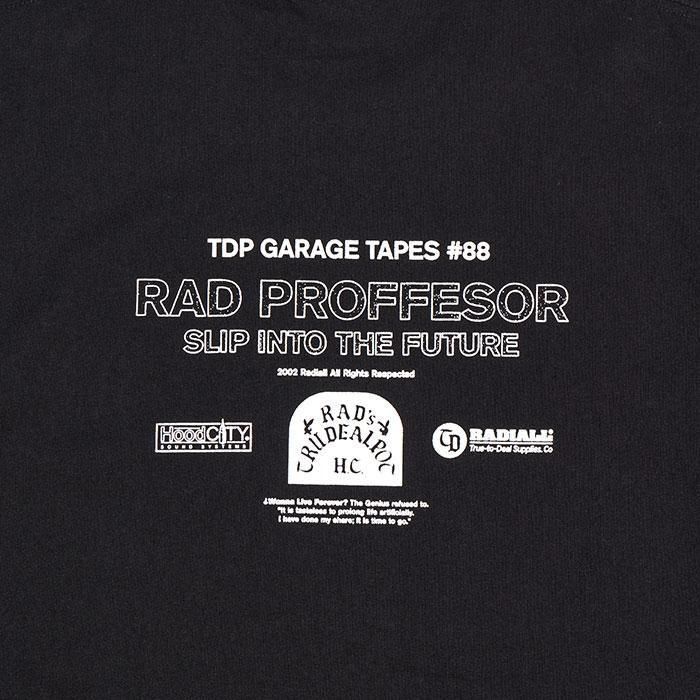 TDP GARAGE TAPES #88
RAD PROFFESOR
SLIP INTO THE FUTURE
2002 Radiall All Rights Raspacted
HOODCITY.
SOUND SYSTEMS
RAD's
TRUDEALROC
H.C.
TD RADIALL
True-to-Deal Supplies. Co
¿Wanna Live Forever? The Genius refused to.
"It is tasteless to prolong life artificially.
I have done my share; it is time to go."